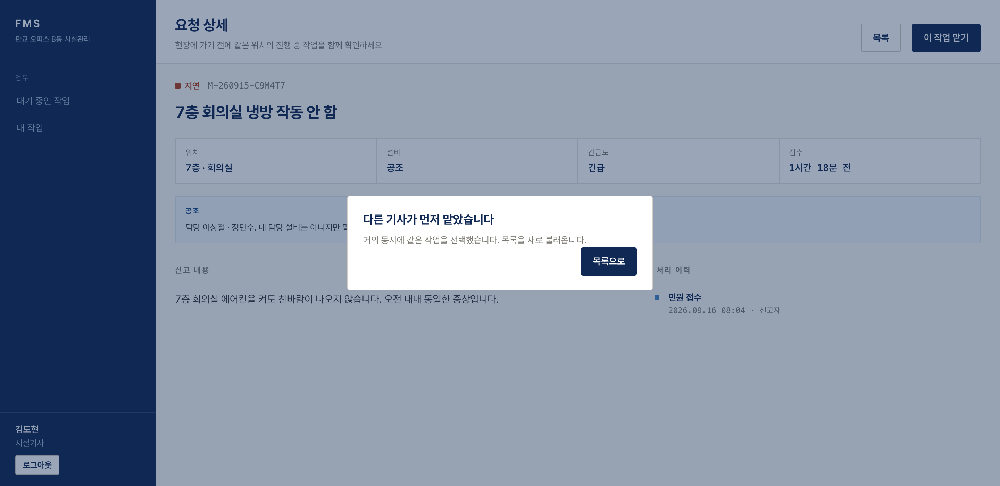 FMS
판교 오피스 B동 시설관리
업무
대기 중인 작업
내 작업
김도현
시설기사
로그아웃
요청 상세
현장에 가기 전에 같은 위치의 진행 중 작업을 함께 확인하세요
목록
이 작업 맡기
지연 M-260915-C9M4T7
7층 회의실 냉방 작동 안 함
위치
7층 · 회의실
설비
공조
긴급도
긴급
접수
1시간 18분 전
공조
담당 이상철 · 정민수. 내 담당 설비는 아니지만
다른 기사가 먼저 맡았습니다
거의 동시에 같은 작업을 선택했습니다. 목록을 새로 불러옵니다.
목록으로
신고 내용
7층 회의실 에어컨을 켜도 찬바람이 나오지 않습니다. 오전 내내 동일한 증상입니다.
처리 이력
민원 접수
2026.09.16 08:04 · 신고자